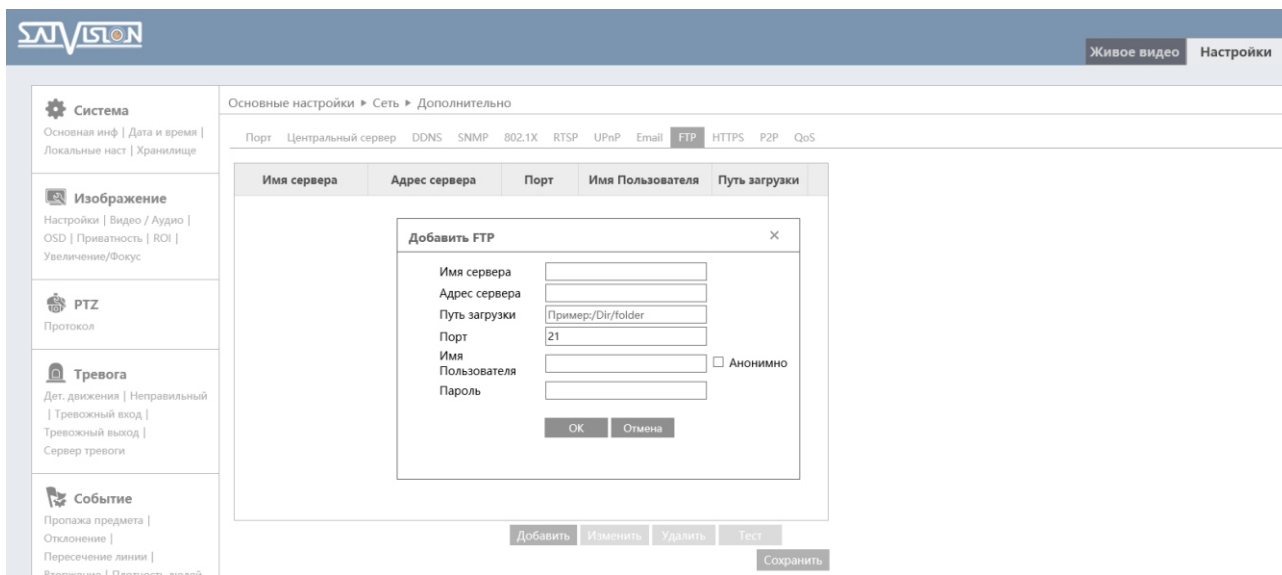 SATVISION
Живое видео Настройки
Система
Основная инф | Дата и время |
Локальные наст | Хранилище
Изображение
Настройки | Видео / Аудио |
OSD | Приватность | ROI |
Увеличение/Фокус
PTZ
Протокол
Тревога
Дет. движения | Неправильный
| Тревожный вход |
Тревожный выход |
Сервер тревоги
Событие
Пропажа предмета |
Отклонение |
Пересечение линии |
Вторжение | Плотность людей
Основные настройки ▸ Сеть ▸ Дополнительно
Порт Центральный сервер DDNS SNMP 802.1X RTSP UPnP Email FTP HTTPS P2P QoS
Имя сервера Адрес сервера Порт Имя Пользователя Путь загрузки
Добавить FTP ×
Имя сервера
Адрес сервера
Путь загрузки Пример:/Dir/folder
Порт 21
Имя
Пользователя Анонимно
Пароль
OK Отмена
Добавить Изменить Удалить Тест
Сохранить